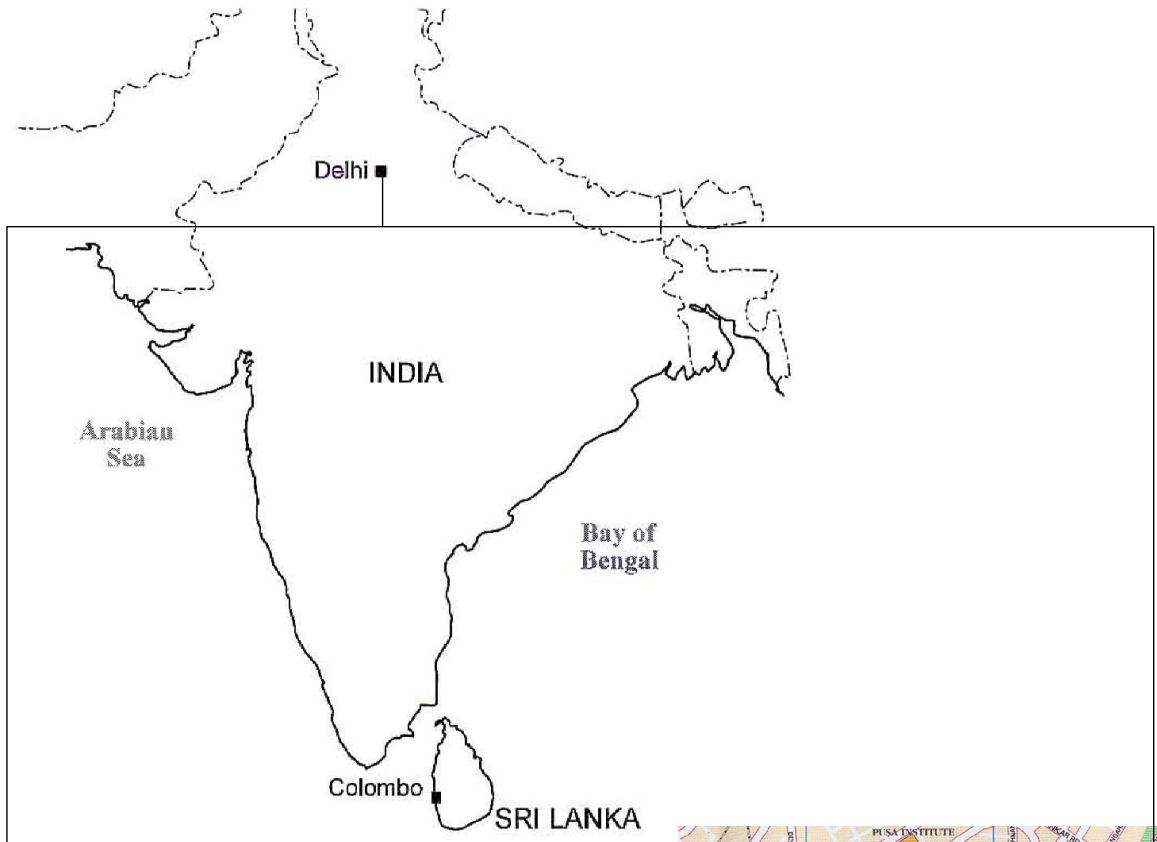 Delhi
INDIA
Arabian
Sea
Bay of
Bengal
Colombo
SRI LANKA
PUSA INSTITUTE